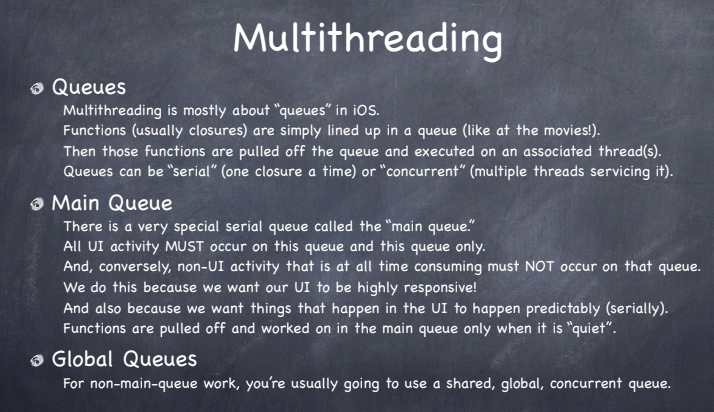 Multithreading
Queues
Multithreading is mostly about “queues” in iOS.
Functions (usually closures) are simply lined up in a queue (like at the movies!).
Then those functions are pulled off the queue and executed on an associated thread(s).
Queues can be “serial” (one closure a time) or “concurrent” (multiple threads servicing it).
Main Queue
There is a very special serial queue called the “main queue.”
All UI activity MUST occur on this queue and this queue only.
And, conversely, non-UI activity that is at all time consuming must NOT occur on that queue.
We do this because we want our UI to be highly responsive!
And also because we want things that happen in the UI to happen predictably (serially).
Functions are pulled off and worked on in the main queue only when it is “quiet”.
Global Queues
For non-main-queue work, you’re usually going to use a shared, global, concurrent queue.